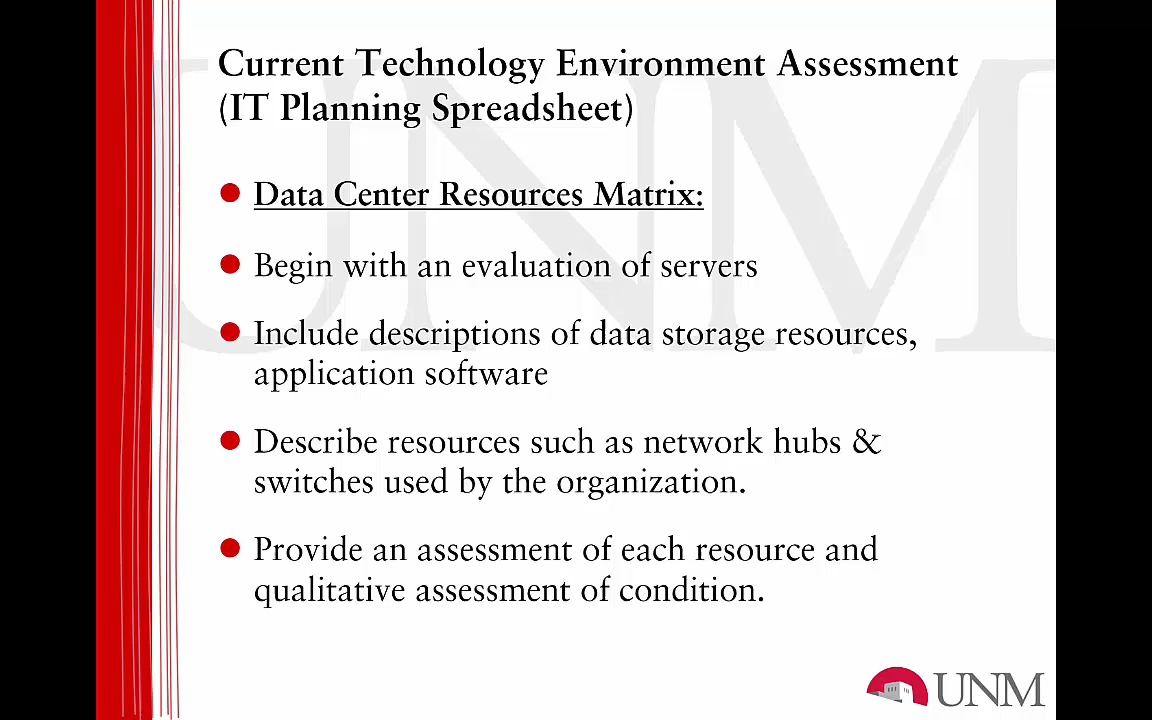 Current Technology Environment Assessment
(IT Planning Spreadsheet)
Data Center Resources Matrix:
Begin with an evaluation of servers
Include descriptions of data storage resources,
application software
Describe resources such as network hubs &
switches used by the organization.
Provide an assessment of each resource and
qualitative assessment of condition.
UNM
UNM